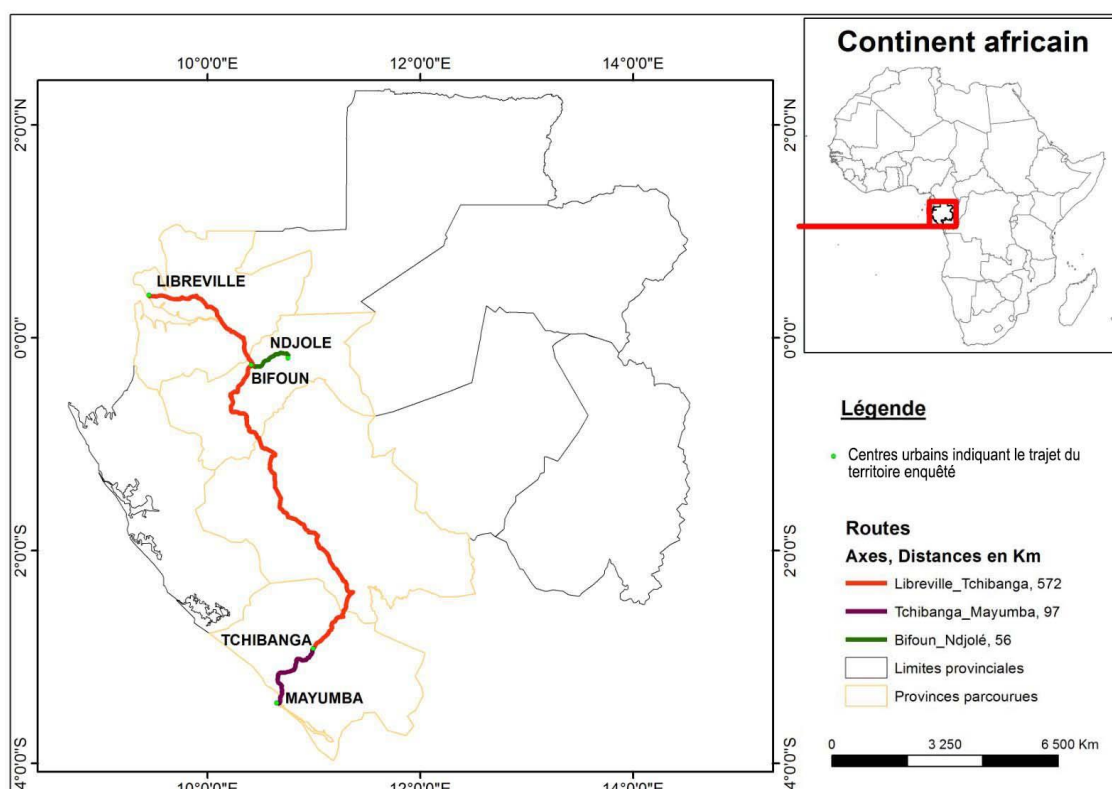 10°0'0"E
12°0'0"E
14°0'0"E
Continent africain
2°0'0"N
2°0'0"N
LIBREVILLE
0°0'0"
0°0'0"
NDJOLE
BIFOUN
Légende
Centres urbains indiquant le trajet du
territoire enquêté
Routes
Axes, Distances en Km
2°0'0"S
2°0'0"S
Libreville_Tchibanga, 572
Tchibanga_Mayumba, 97
TCHIBANGA
Bifoun_Ndjolé, 56
Limites provinciales
MAYUMBA
Provinces parcourues
0
3 250
6 500 Km
4°0'0"S
4°0'0"S
10°0'0"E
12°0'0"E
14°0'0"E